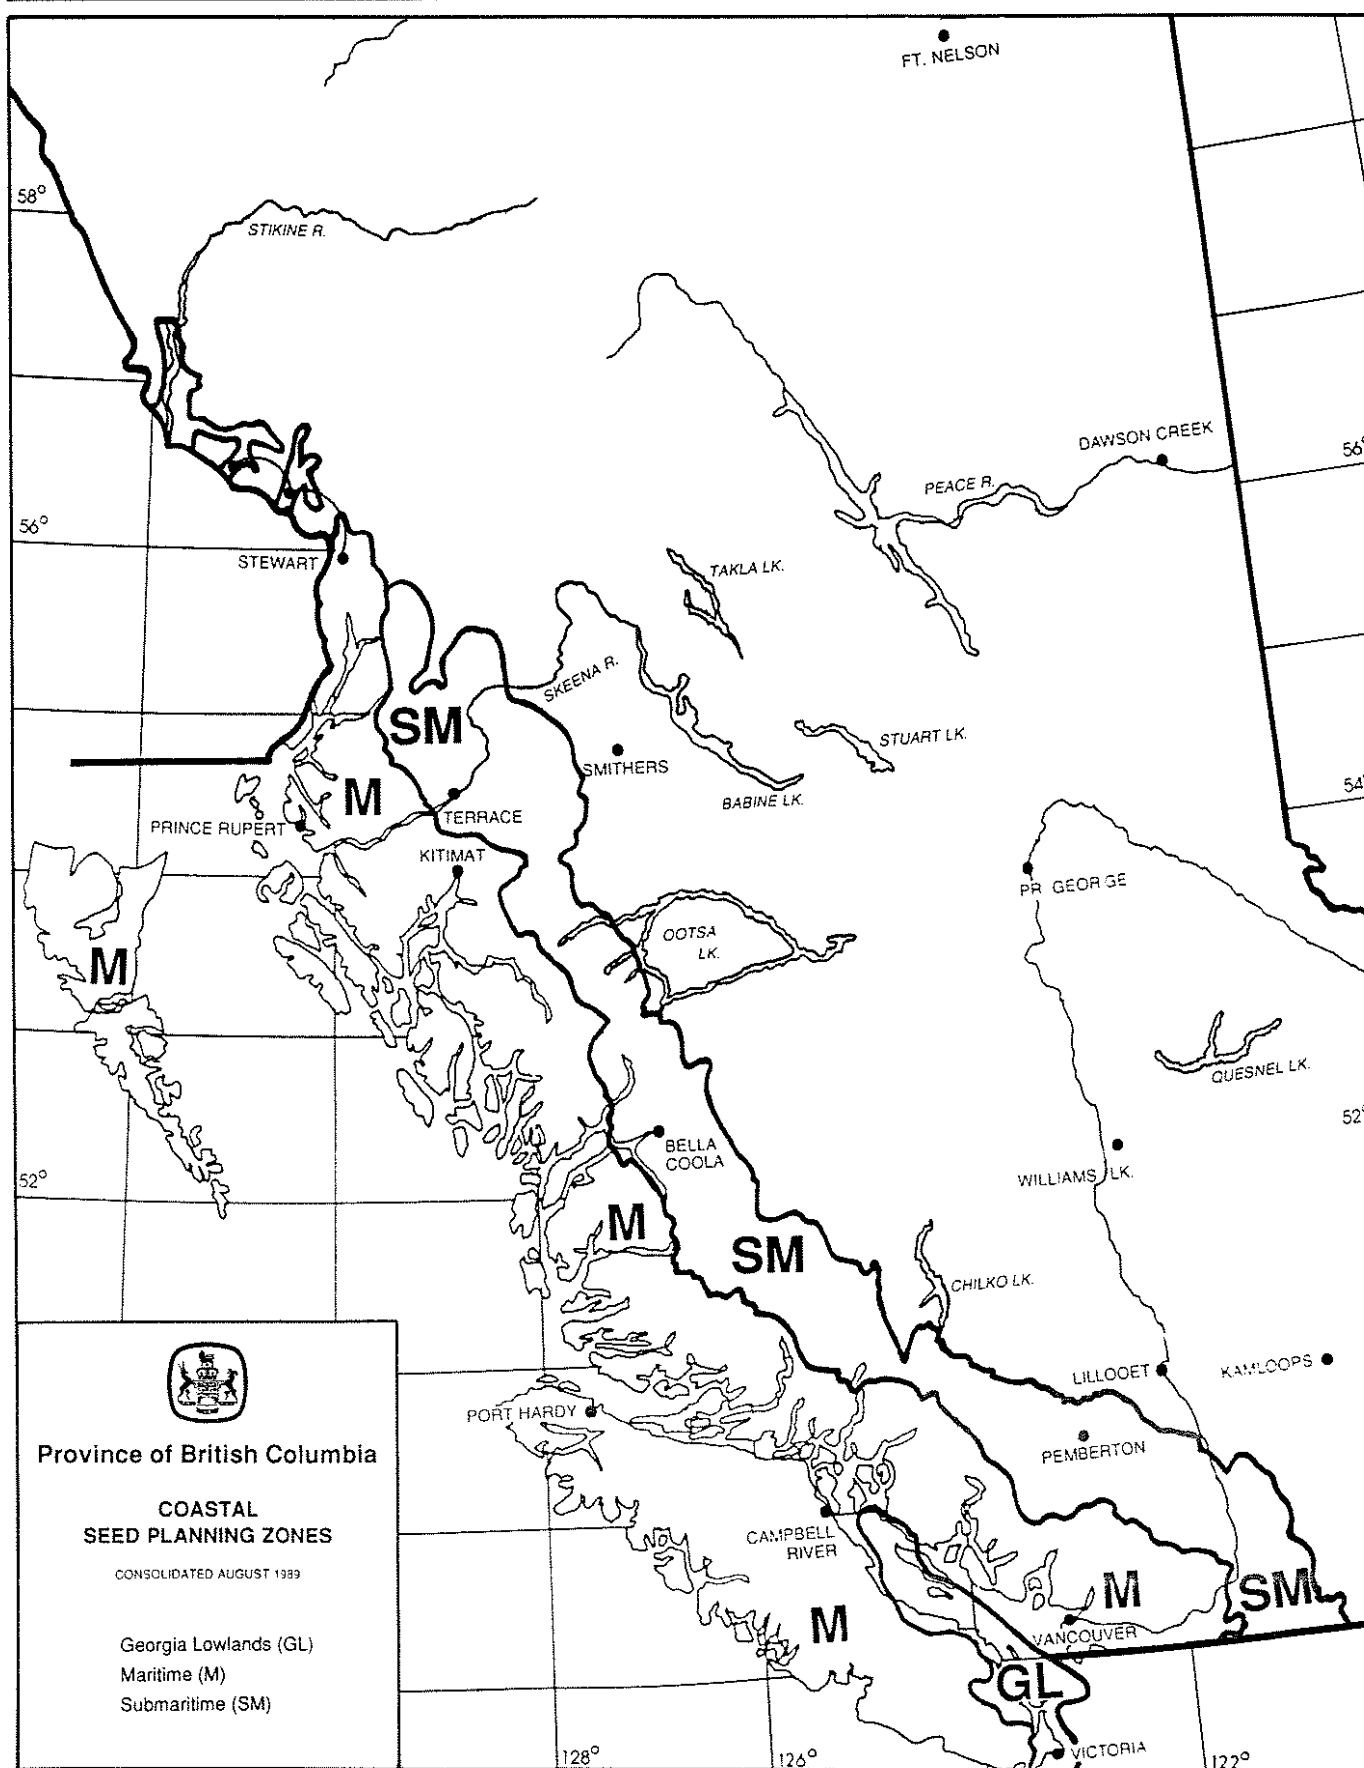 FT. NELSON
58°
STIKINE R.
DAWSON CREEK
56°
PEACE R.
56°
STEWART
TAKLA LK.
SKEENA R.
SM
STUART LK.
SMITHERS
54°
M
BABINE LK.
TERRACE
PRINCE RUPERT
KITIMAT
PR. GEORGE
OOTSA
LK.
M
QUESNEL LK.
52°
BELLA
COOLA
WILLIAMS LK.
52°
M
SM
CHILKO LK.
LILLOOET
KAMLOOPS
PORT HARDY
PEMBERTON
Province of British Columbia
COASTAL
SEED PLANNING ZONES
CONSOLIDATED AUGUST 1989
CAMPBELL
RIVER
M
SM
M
VANCOUVER
Georgia Lowlands (GL)
Maritime (M)
Submaritime (SM)
GL
VICTORIA
128°
126°
122°